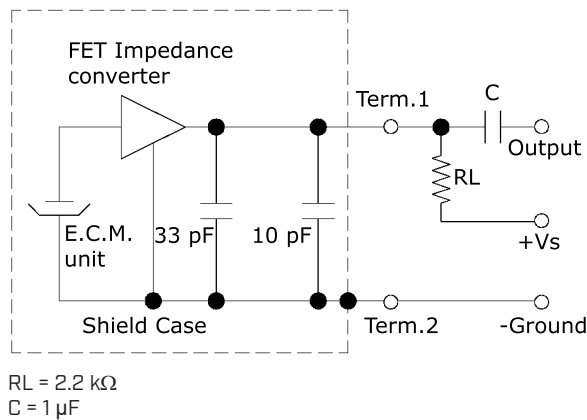 FET Impedance
converter
Term.1
C
Output
RL
+Vs
E.C.M.
unit
33 pF
10 pF
Shield Case
Term.2
-Ground
RL = 2.2 kΩ
C = 1 µF